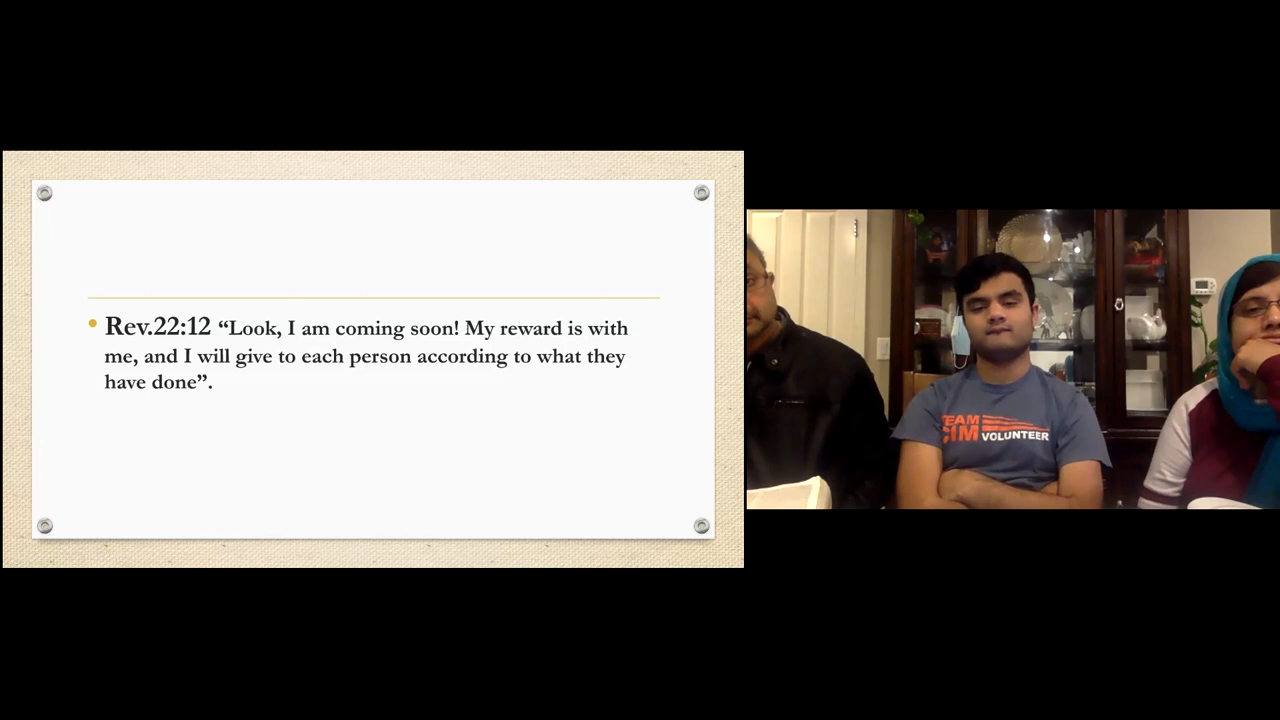 • Rev.22:12 “Look, I am coming soon! My reward is with
me, and I will give to each person according to what they
have done”.
TEAM
CIM VOLUNTEER